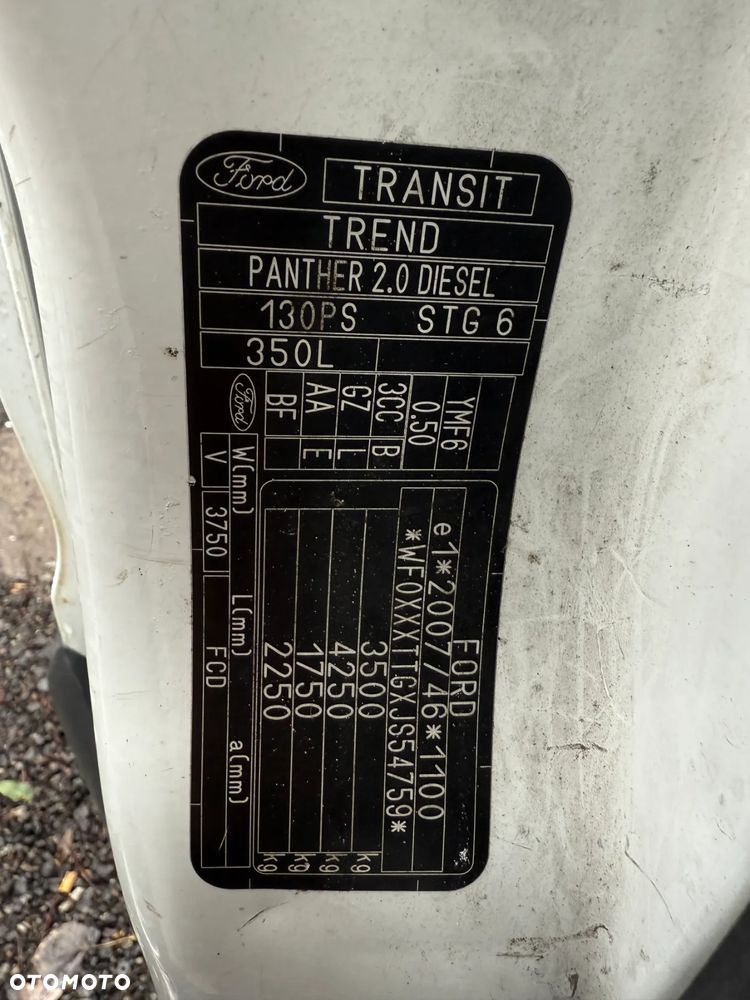 Ford
TRANSIT
TREND
PANTHER 2.0 DIESEL
130PS STG 6
350L
FORD
e1*2007/46*1100
*WF0XXXTTGXJS54759*
3500 kg
4250 kg
1750 kg
2250 kg
YMF6
0.50
3CC B
GZ L
AA E
BF
Ford
W(mm) L(mm) a(mm)
V 3750 FCD
OTOMOTO